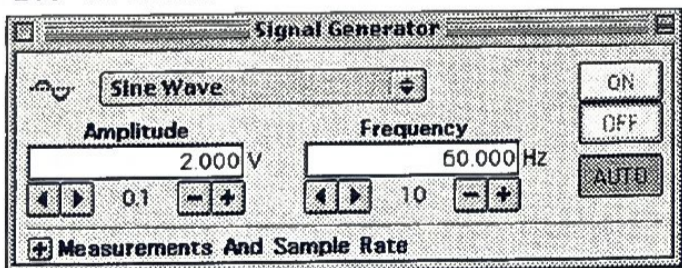 Signal Generator
Sine Wave
ON
OFF
Amplitude
Frequency
2.000 V
60.000 Hz
AUTO
0.1
10
Measurements And Sample Rate